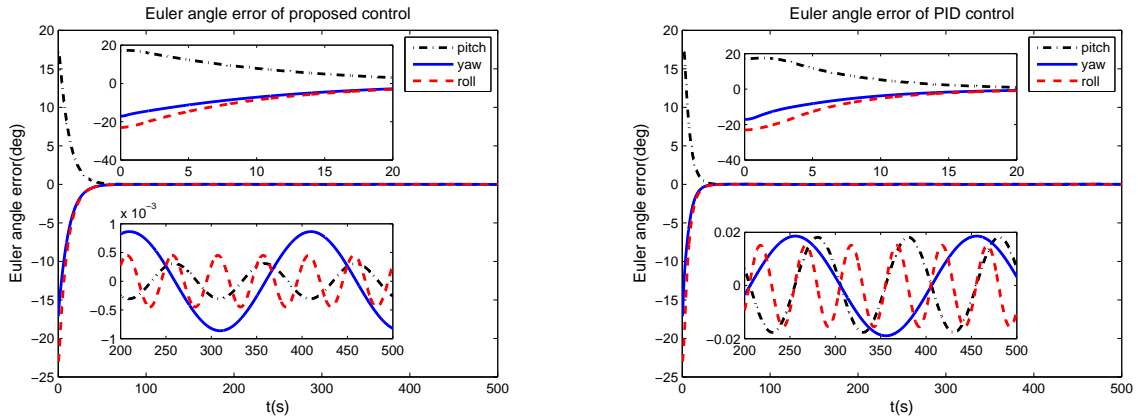 Euler angle error of proposed control
Euler angle error(deg)
20
15
10
5
0
−5
−10
−15
−20
−25
0 100 200 300 400 500
t(s)
pitch
yaw
roll
20
0
−20
−40
0 5 10 15 20
x 10−3
1
0.5
0
−0.5
−1
200 250 300 350 400 450 500
Euler angle error of PID control
Euler angle error(deg)
20
15
10
5
0
−5
−10
−15
−20
−25
0 100 200 300 400 500
t(s)
pitch
yaw
roll
20
0
−20
−40
0 5 10 15 20
0.02
0
−0.02
200 250 300 350 400 450 500